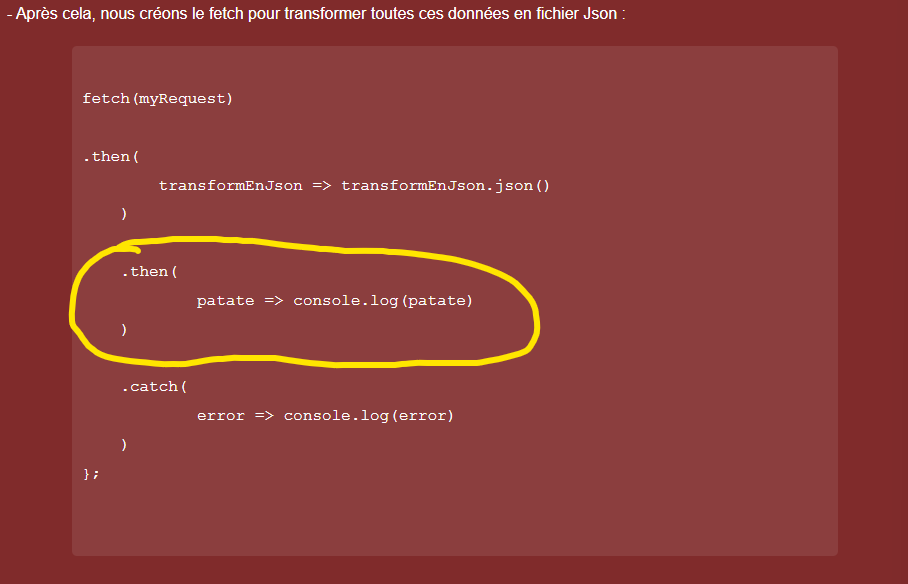 - Après cela, nous créons le fetch pour transformer toutes ces données en fichier Json :
fetch(myRequest)
.then(
transformEnJson => transformEnJson.json()
)
.then(
patate => console.log(patate)
)
.catch(
error => console.log(error)
)
};